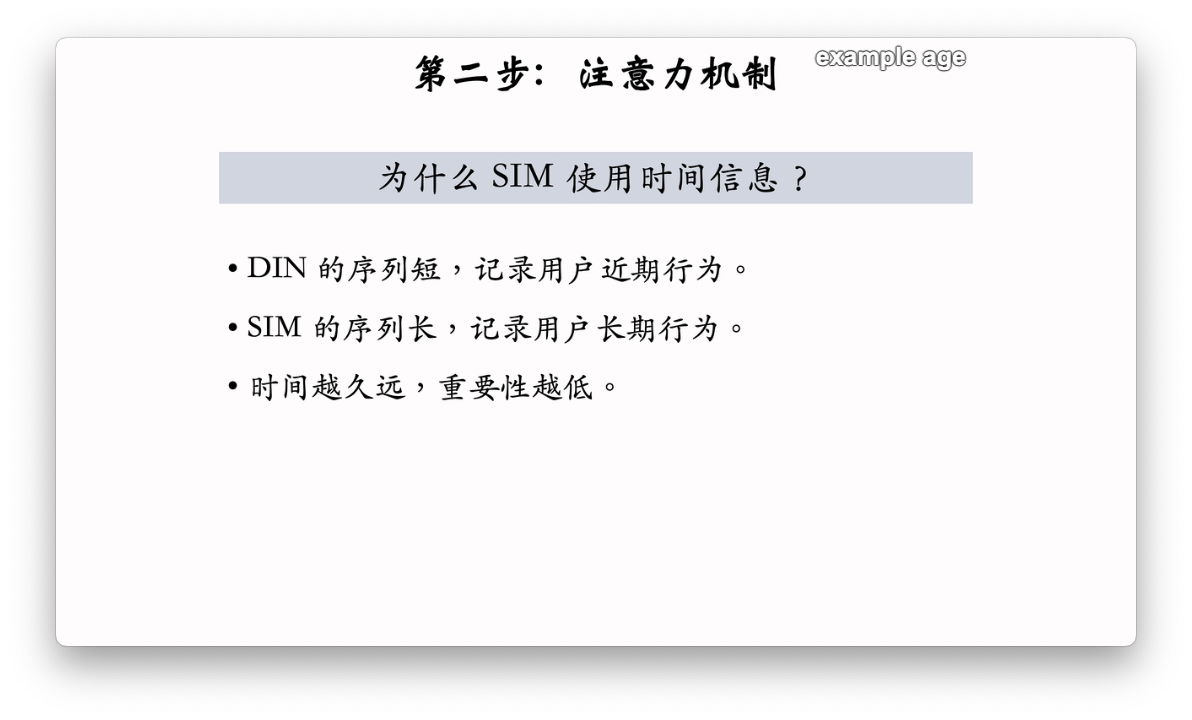 第二步：注意力机制
example age
为什么 SIM 使用时间信息？
• DIN 的序列短，记录用户近期行为。
• SIM 的序列长，记录用户长期行为。
• 时间越久远，重要性越低。